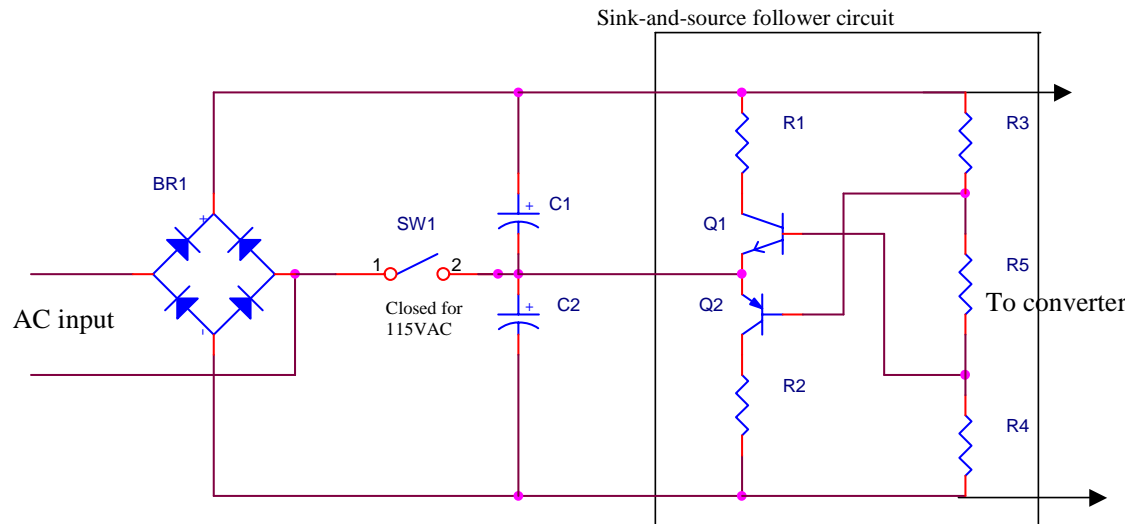 Sink-and-source follower circuit
R1
R3
BR1
+
+
C1
SW1
Q1
1
2
R5
To converter
Closed for
115VAC
+
C2
Q2
AC input
-
R2
R4